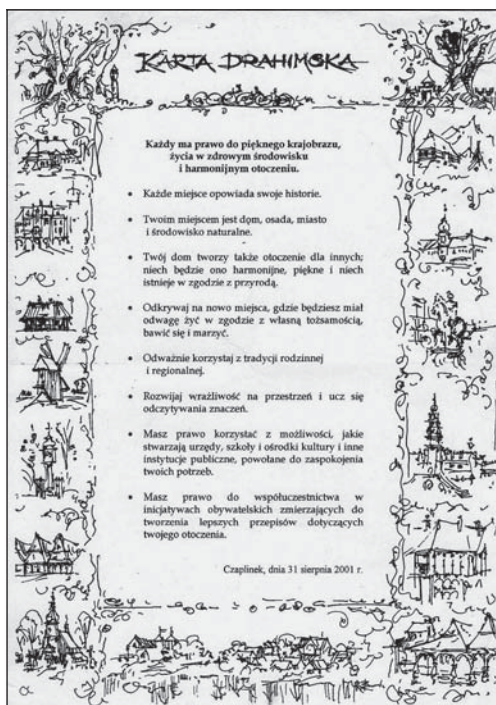 KARTA DRAHIMSKA
Każdy ma prawo do pięknego krajobrazu,
życia w zdrowym środowisku
i harmonijnym otoczeniu.
• Każde miejsce opowiada swoje historie.
• Twoim miejscem jest dom, osada, miasto
i środowisko naturalne.
• Twój dom tworzy także otoczenie dla innych;
niech będzie ono harmonijne, piękne i niech
istnieje w zgodzie z przyrodą.
• Odkrywaj na nowo miejsca, gdzie będziesz miał
odwagę żyć w zgodzie z własną tożsamością,
bawić się i marzyć.
• Odważnie korzystaj z tradycji rodzinnej
i regionalnej.
• Rozwijaj wrażliwość na przestrzeń i ucz się
odczytywania znaczeń.
• Masz prawo korzystać z możliwości, jakie
stwarzają urzędy, szkoły i ośrodki kultury i inne
instytucje publiczne, powołane do zaspokojenia
twoich potrzeb.
• Masz prawo do współuczestnictwa w
inicjatywach obywatelskich zmierzających do
tworzenia lepszych przepisów dotyczących
twojego otoczenia.
Czaplinek, dnia 31 sierpnia 2001 r.